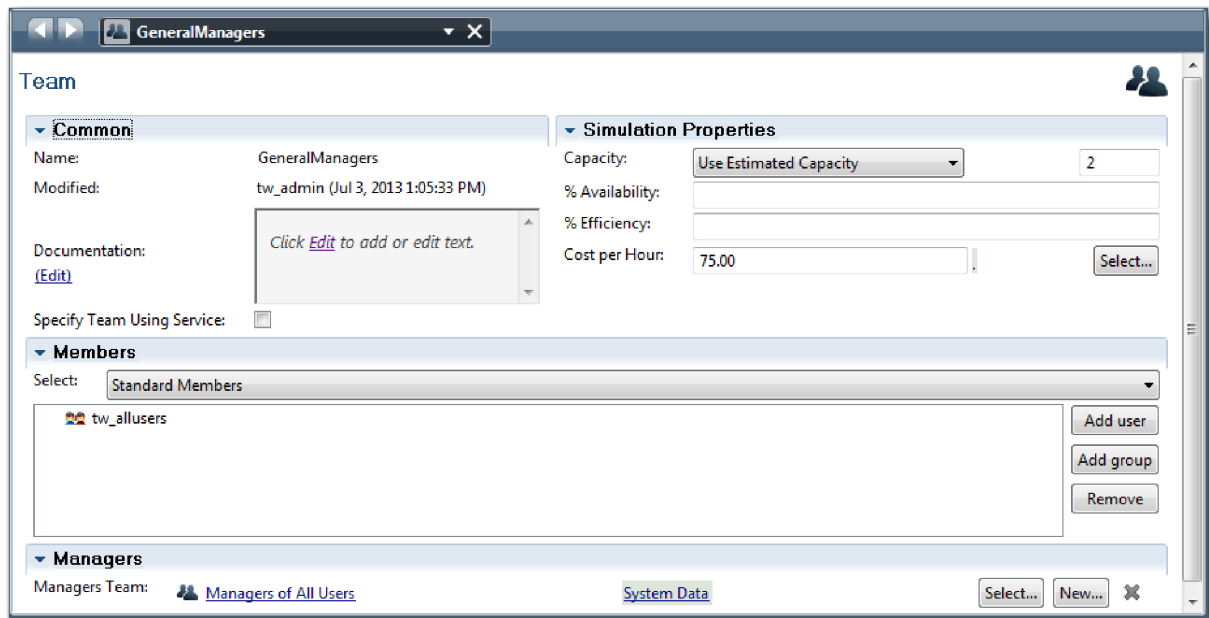 GeneralManagers
Team
Common
Name: GeneralManagers
Modified: tw_admin (Jul 3, 2013 1:05:33 PM)
Documentation:
(Edit)
Click Edit to add or edit text.
Specify Team Using Service:
Simulation Properties
Capacity: Use Estimated Capacity 2
% Availability:
% Efficiency:
Cost per Hour: 75.00 . Select...
Members
Select: Standard Members
tw_allusers
Add user
Add group
Remove
Managers
Managers Team: Managers of All Users System Data Select... New...